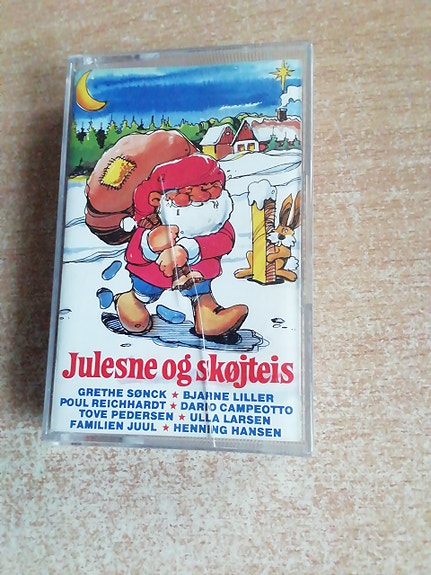 Julesne og skøjteis
GRETHE SØNCK ★ BJARNE LILLER
POUL REICHHARDT ★ DARIO CAMPEOTTO
TOVE PEDERSEN ★ ULLA LARSEN
FAMILIEN JUUL ★ HENNING HANSEN